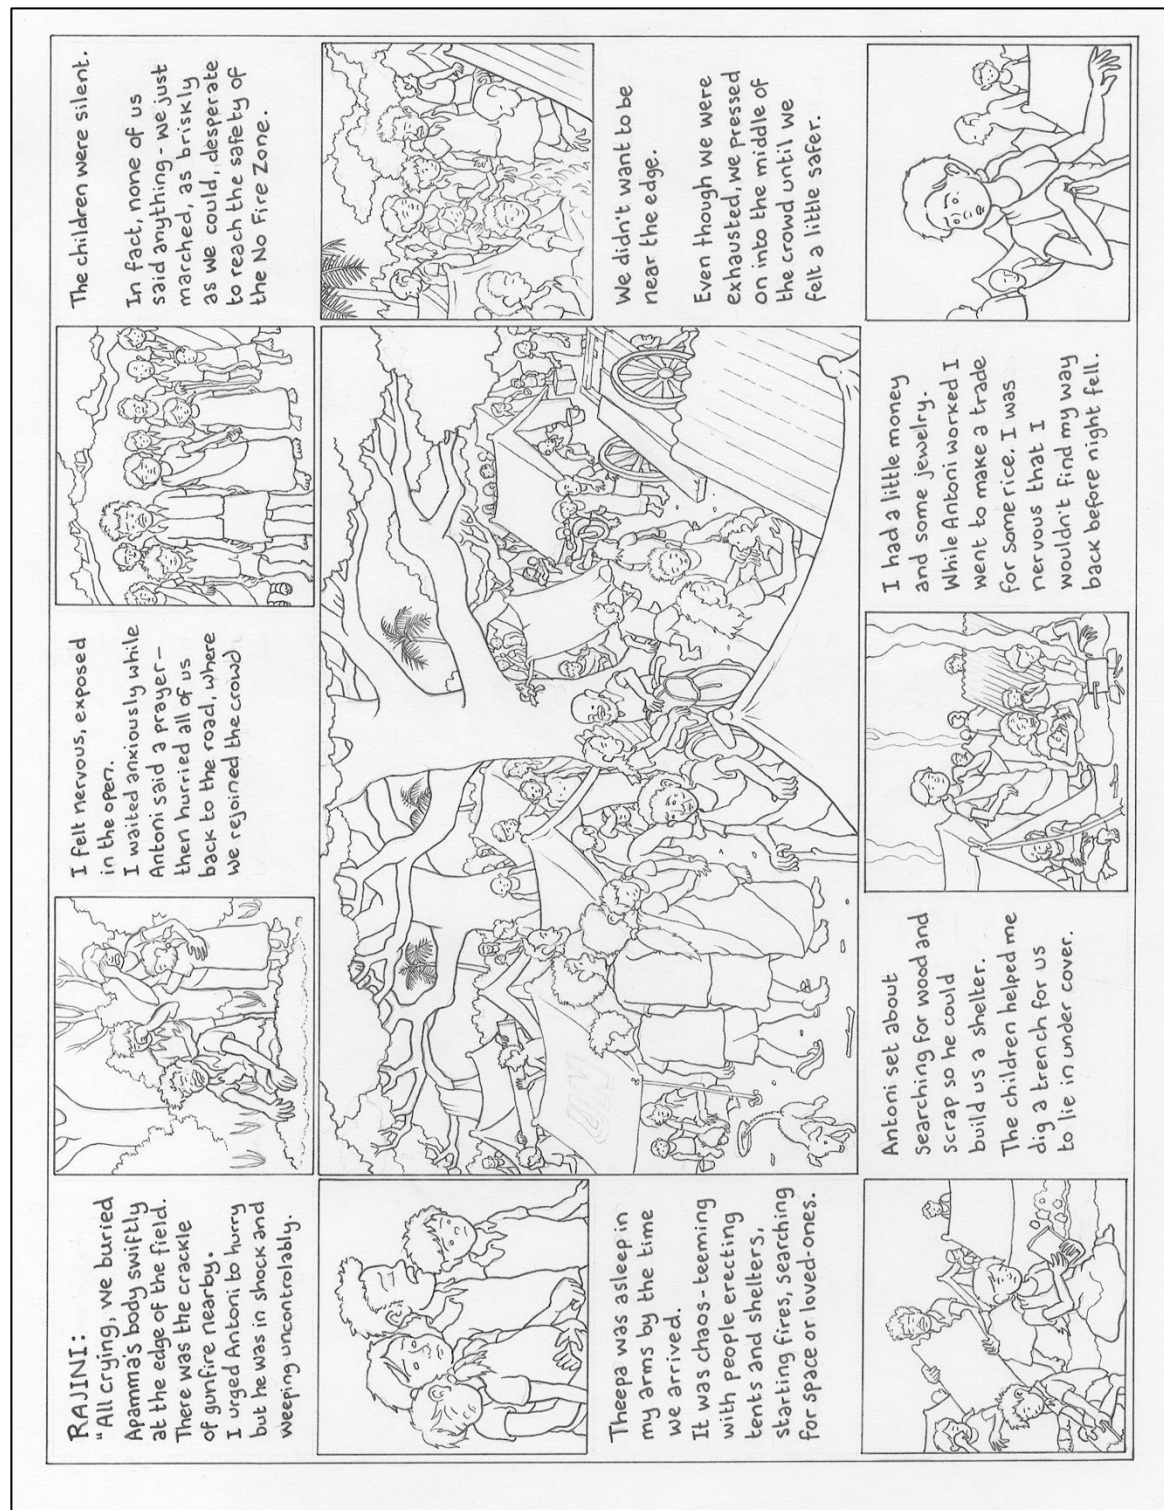 RAJINI:
"All crying, we buried
Apamma's body swiftly
at the edge of the field.
There was the crackle
of gunfire nearby.
I urged Antoni to hurry
but he was in shock and
weeping uncontrolably.
I felt nervous, exposed
in the open.
I waited anxiously while
Antoni said a prayer –
then hurried all of us
back to the road, where
we rejoined the crowd
The children were silent.
In fact, none of us
said anything - we just
marched, as briskly
as we could, desperate
to reach the safety of
the No Fire Zone.
Theepa was asleep in
my arms by the time
we arrived.
It was chaos - teeming
with people erecting
tents and shelters,
starting fires, searching
for space or loved-ones.
We didn't want to be
near the edge.
Even though we were
exhausted, we pressed
on into the middle of
the crowd until we
felt a little safer.
Antoni set about
searching for wood and
scrap so he could
build us a shelter.
The children helped me
dig a trench for us
to lie in under cover.
I had a little money
and some jewelry.
While Antoni worked I
went to make a trade
for some rice. I was
nervous that I
wouldn't find my way
back before night fell.